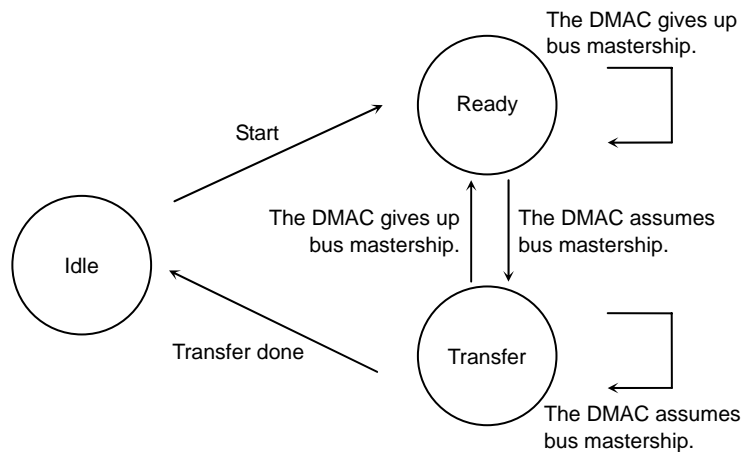 The DMAC gives up
bus mastership.
Ready
Start
The DMAC gives up
bus mastership.
The DMAC assumes
bus mastership.
Idle
Transfer done
Transfer
The DMAC assumes
bus mastership.